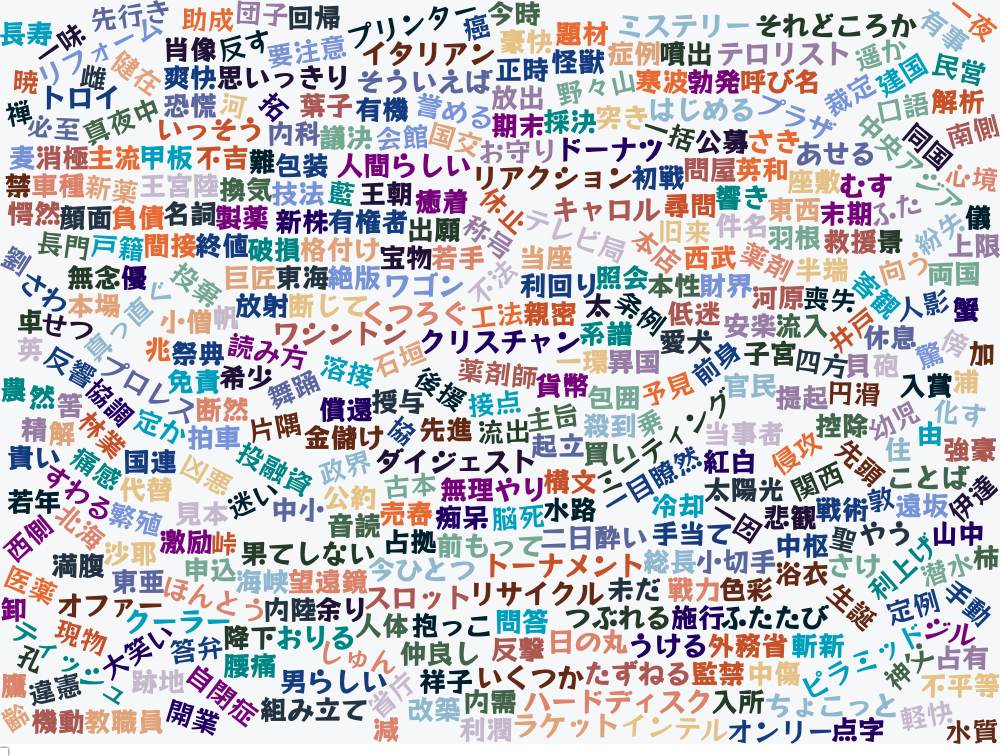 長寿 一味 先行き 助成 団子 回帰 プリンター 癌 今時 豪快 題材 ミステリー それどころか 有事 一夜
リフォーム 肖像 反す 要注意 イタリアン 正時 怪獣 症例 噴出 テロリスト 遥か 建国 民営
暁 雌 健在 爽快 思いっきり そういえば 放出 野々山 寒波 勃発 呼び名 裁定 口語 解析
禅 トロイ 恐慌 河 葉子 有機 誉める 期末 採決 突き はじめる プラザ 中央アジア 同国 南側
必至 真夜中 いっそう 内科 議決 会館 国交 お守り ドーナツ 一括 公募 さき あせる
麦 消極 主流 甲板 不吉 難 包装 人間らしい リアクション 初戦 問屋 英和 座敷 むす 心境
禁 車種 新薬 王宮 陸 換気 技法 藍 王朝 癒着 休止 キャロル 尋問 響き 東西 末期 ふた 儀
愕然 顔面 負債 名詞 製薬 新株 有権者 出願 称号 テレビ局 本店 旧来 件名 羽根 救援 景 紛失 上限
長門 戸籍 間接 終値 破損 格付け 宝物 若手 不法 当座 西武 薬剤 半端 向う 両国
劉 さわ 無念 優 投棄 巨匠 東海 絶版 ワゴン 利回り 照会 本性 財界 河原 喪失 客観 人影 蟹
本場 真っ直ぐ 小僧 帆 放射 断じて くつろぐ 工法 親密 太 条例 低迷 安楽 流入 井戸 休息
卓 せつ 英 兆 祭典 読み方 ワシントン クリスチャン 系譜 愛犬 子宮 四方 貝 砲 驚 傍 加
反響 プロレス 免責 希少 舞踊 溶接 石垣 後援 薬剤師 貨幣 一環 異国 前身 官民 提起 円滑 入賞 浦
農 然 筈 協調 断然 償還 授与 接点 包囲 予見 乘 ミーティング 当事者 控除 幼児 化す
精 解 林業 定か 拍車 片隅 金儲け 協 先進 流出 主旨 起立 殺到 買い 侵攻 先頭 住 由 強豪
貴い 痛感 国連 凶悪 投融資 政界 ダイジェスト 一目瞭然 紅白 関西 ことば
若年 すわる 代替 迷い 中小 公約 古本 無理やり 構文 太陽光 敦 遠坂 伊達
西側 北海 繁殖 見本 音読 売春 痴呆 脳死 水路 冷却 一因 悲観 戦術
満腹 沙耶 激励 峠 果てしない 占拠 前もって 二日酔い 手当て 中枢 聖 やう 山中
医薬 東亜 申込 海峡 望遠鏡 今ひとつ トーナメント 総長 小切手 浴衣 さけ 利上げ 潜水 柿
卸 オファー ほんとう 内陸 余り スロット リサイクル 未だ 戦力 色彩 生誕 定例 手動
ティッシュ 現物 大笑い クーラー 答弁 降下 おりる 人体 抱っこ 問答 つぶれる 施行 ふたたび ジル
孔 腰痛 しゅん 仲良し 反撃 日の丸 うける 外務省 斬新 ピラミッド 神父 占有
鷹 違憲 跡地 自閉症 男らしい 省庁 祥子 いくつか たずねる 監禁 中傷 不平等
機動 教職員 開業 組み立て 改築 内需 ハードディスク 入所 ちょこっと 軽快
減 利潤 ラケット インテル オンリー 点字 水質